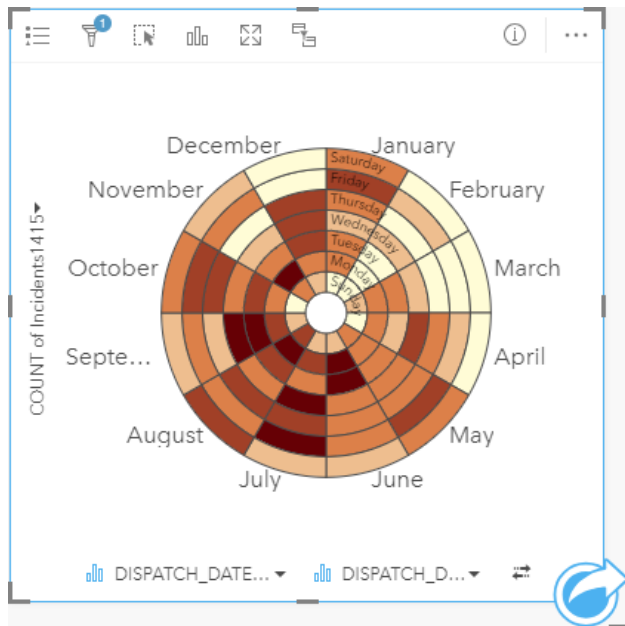 1
December
January
November
February
October
March
Septe...
April
August
May
July
June
Saturday
Friday
Thursday
Wednesday
Tuesday
Monday
Sunday
COUNT of Incidents1415
DISPATCH_DATE...
DISPATCH_D...